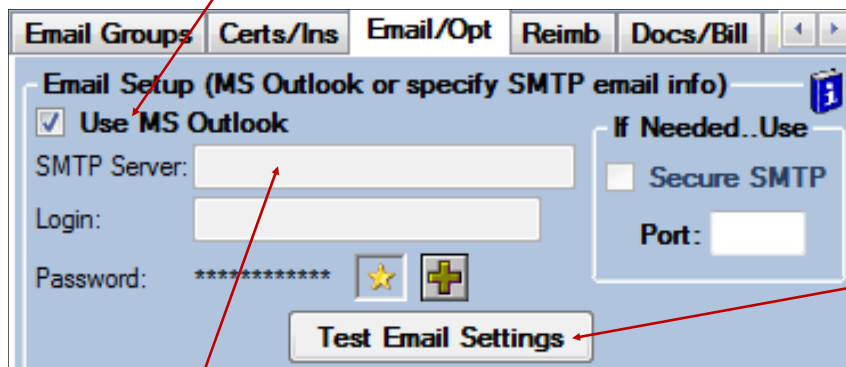 Email Groups Certs/Ins Email/Opt Reimb Docs/Bill
Email Setup (MS Outlook or specify SMTP email info)
Use MS Outlook
If Needed..Use
SMTP Server:
Secure SMTP
Login:
Port:
Password: ************
Test Email Settings